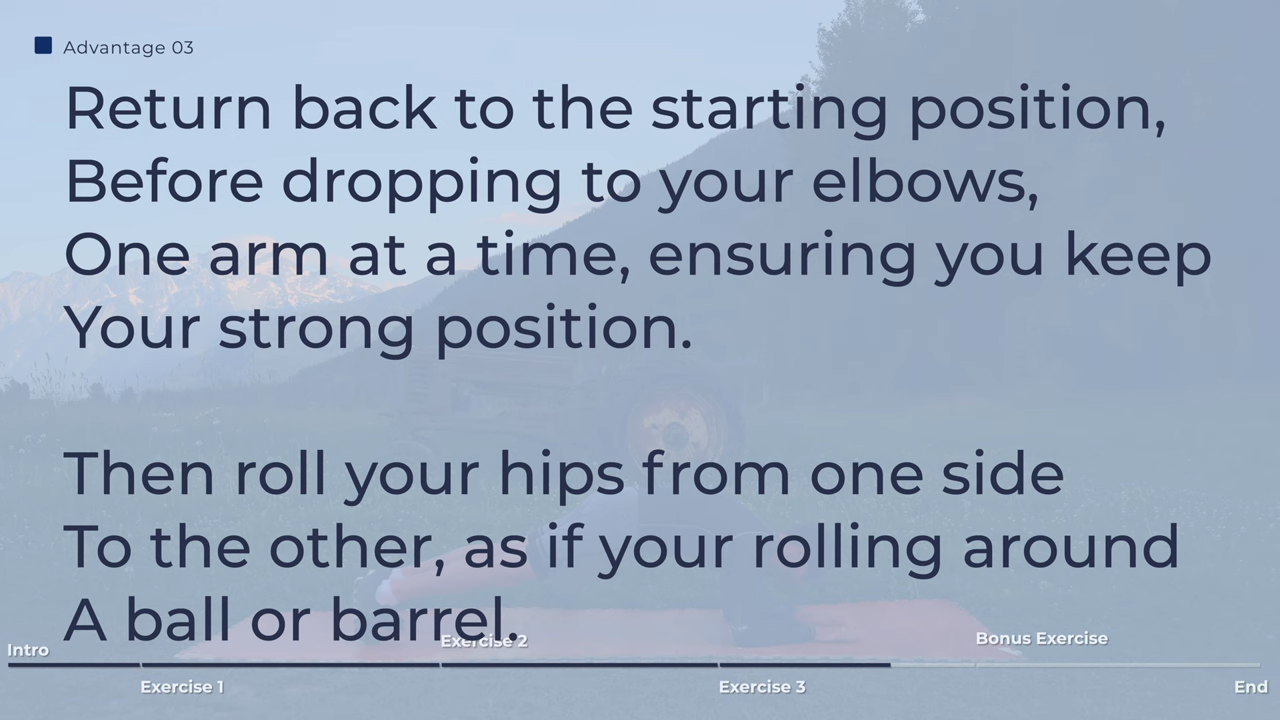 Advantage 03
Return back to the starting position,
Before dropping to your elbows,
One arm at a time, ensuring you keep
Your strong position.
Then roll your hips from one side
To the other, as if your rolling around
A ball or barrel.
Intro
Exercise 1
Exercise 2
Exercise 3
Bonus Exercise
End